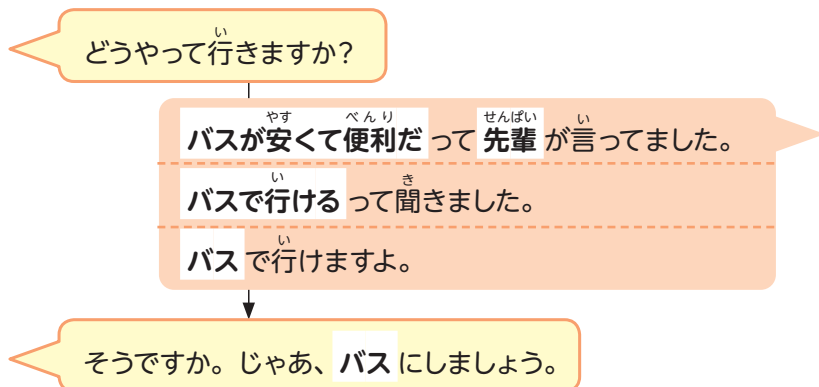 どうやって行きますか？
バスが安くて便利だ って 先輩 が言ってました。
バスで行ける って聞きました。
バス で行けますよ。
そうですか。じゃあ、 バス にしましょう。